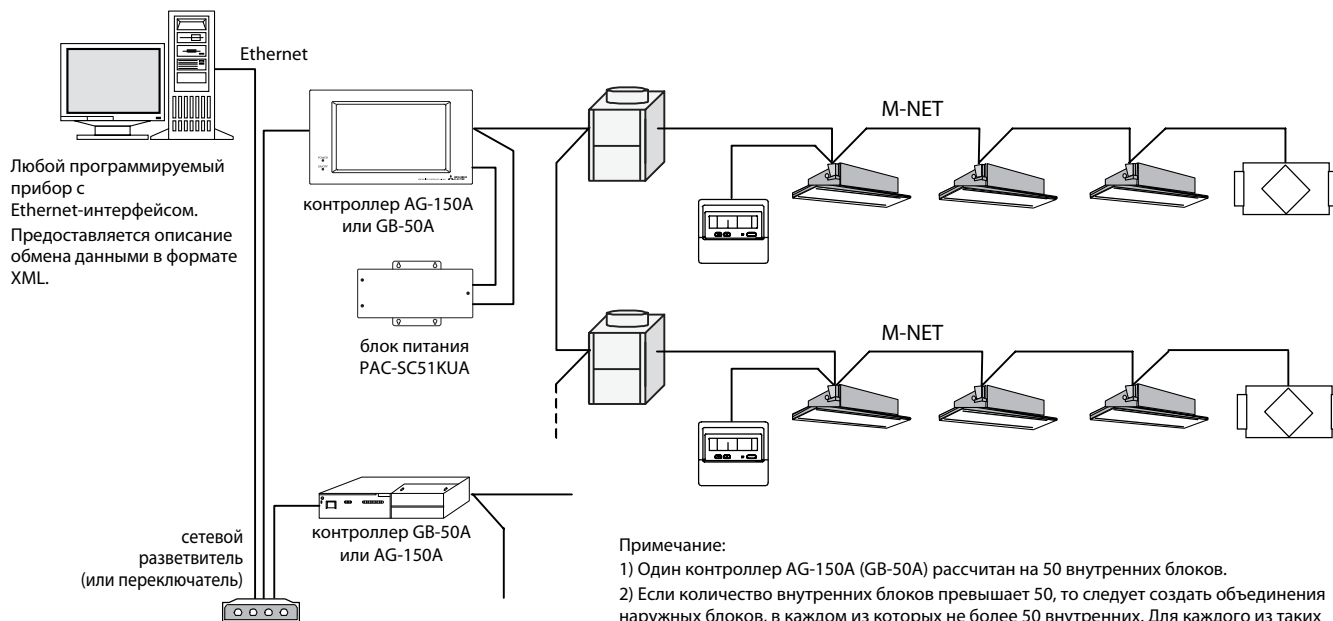 Ethernet
Любой программируемый
прибор с
Ethernet-интерфейсом.
Предоставляется описание
обмена данными в формате
XML.
контроллер AG-150A
или GB-50A
блок питания
PAC-SC51KUA
M-NET
M-NET
контроллер GB-50A
или AG-150A
сетевой
разветвитель
(или переключатель)
Примечание:
1) Один контроллер AG-150A (GB-50A) рассчитан на 50 внутренних блоков.
2) Если количество внутренних блоков превышает 50, то следует создать объединения
наружных блоков, в каждом из которых не более 50 внутренних. Для каждого из таких